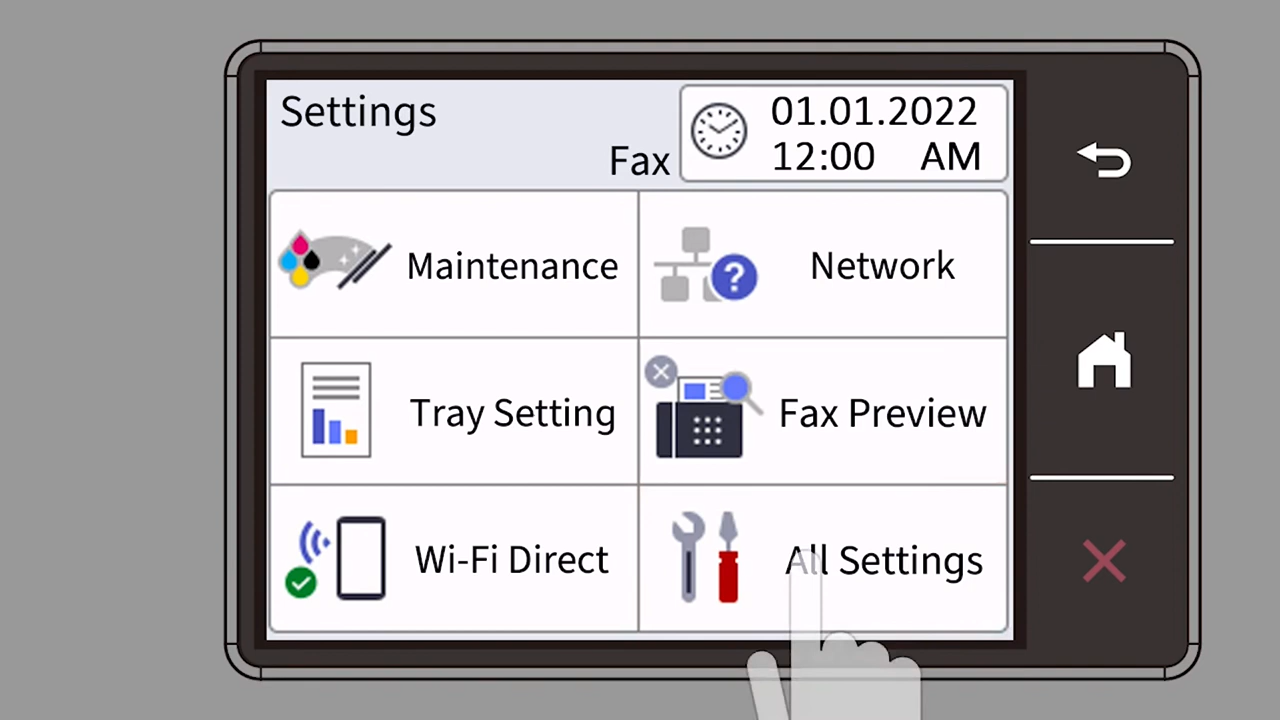 Settings
Fax
01.01.2022
12:00 AM
Maintenance
Network
Tray Setting
Fax Preview
Wi-Fi Direct
All Settings